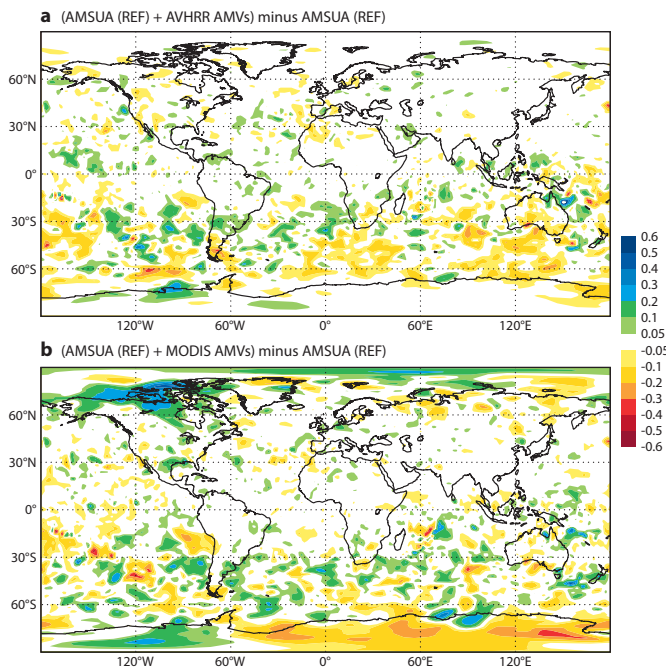 a (AMSUA (REF) + AVHRR AMVs) minus AMSUA (REF)
60°N
30°N
0°
30°S
60°S
120°W 60°W 0° 60°E 120°E
0.6
0.5
0.4
0.3
0.2
0.1
0.05
-0.05
-0.1
-0.2
-0.3
-0.4
-0.5
-0.6
b (AMSUA (REF) + MODIS AMVs) minus AMSUA (REF)
60°N
30°N
0°
30°S
60°S
120°W 60°W 0° 60°E 120°E